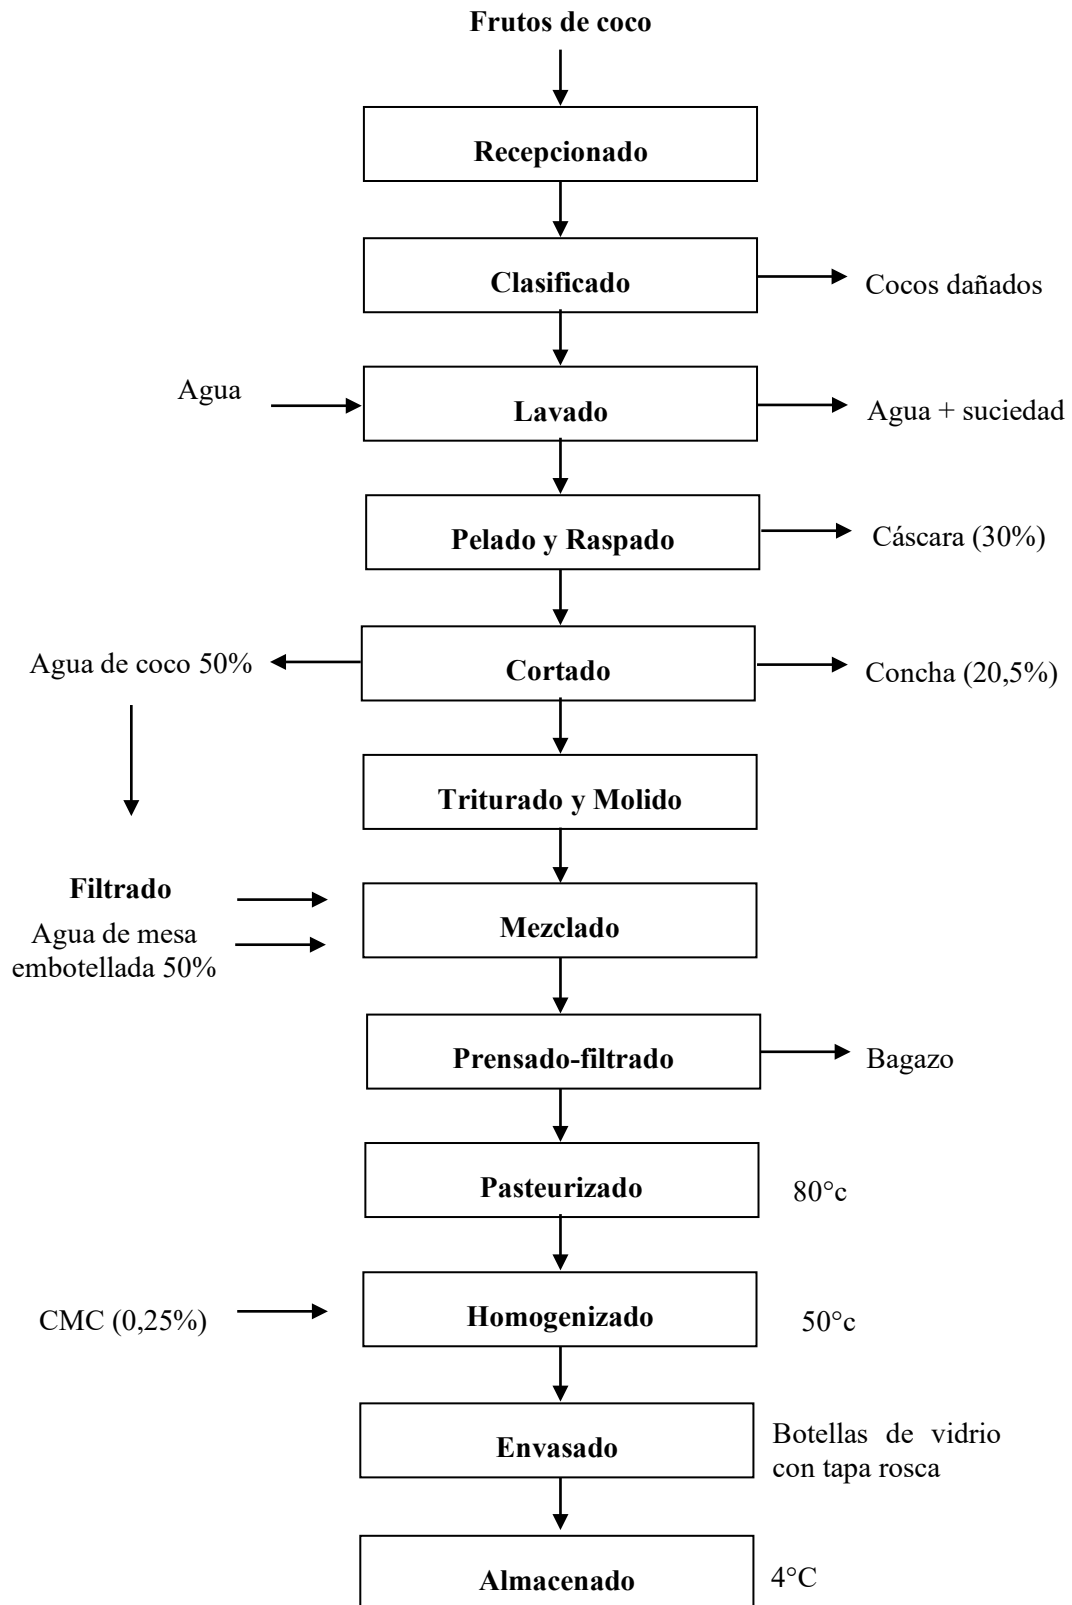 Frutos de coco
Recepcionado
Clasificado
Cocos dañados
Agua
Lavado
Agua + suciedad
Pelado y Raspado
Cáscara (30%)
Agua de coco 50%
Cortado
Concha (20,5%)
Triturado y Molido
Filtrado
Agua de mesa
embotellada 50%
Mezclado
Prensado-filtrado
Bagazo
Pasteurizado
80°c
CMC (0,25%)
Homogenizado
50°c
Envasado
Botellas de vidrio
con tapa rosca
Almacenado
4°C